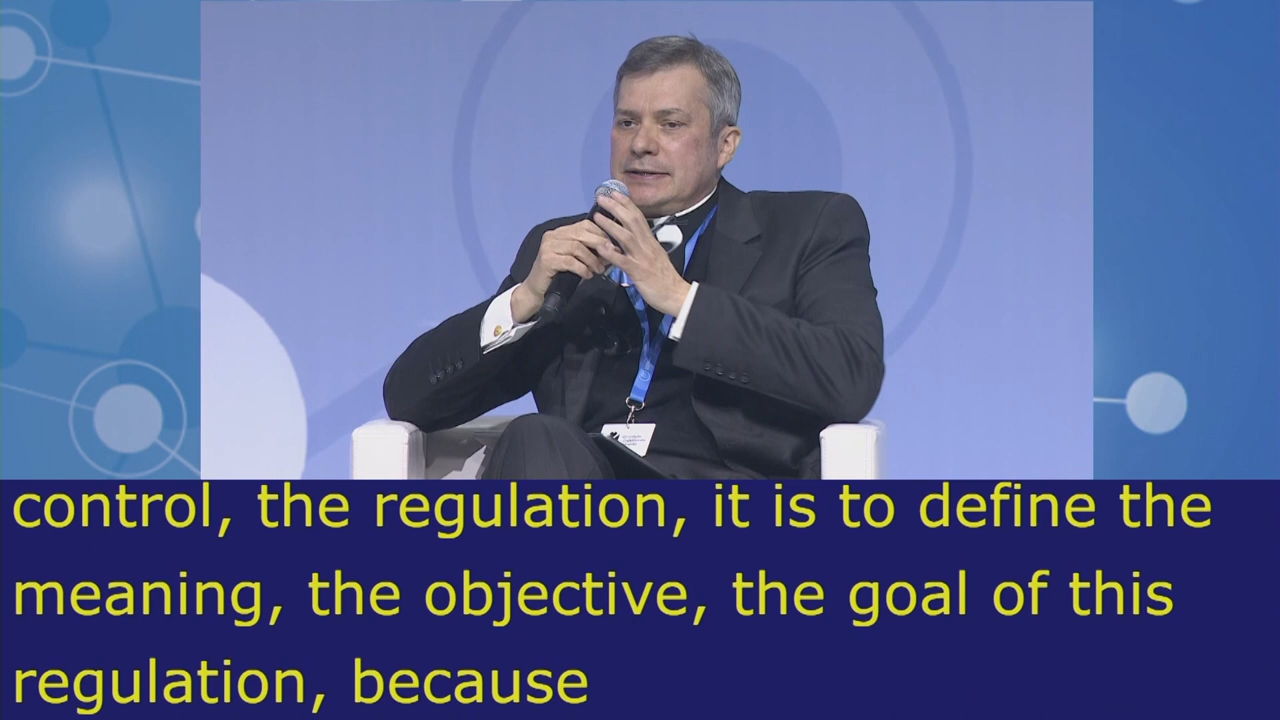 control, the regulation, it is to define the
meaning, the objective, the goal of this
regulation, because